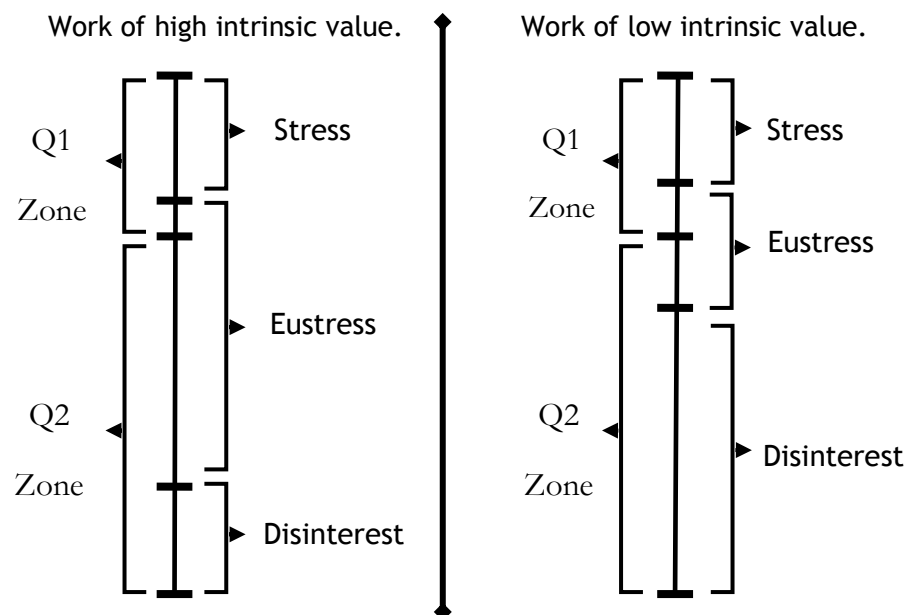 Work of high intrinsic value.
Q1
Zone
Stress
Eustress
Q2
Zone
Disinterest
Work of low intrinsic value.
Q1
Zone
Stress
Eustress
Q2
Zone
Disinterest